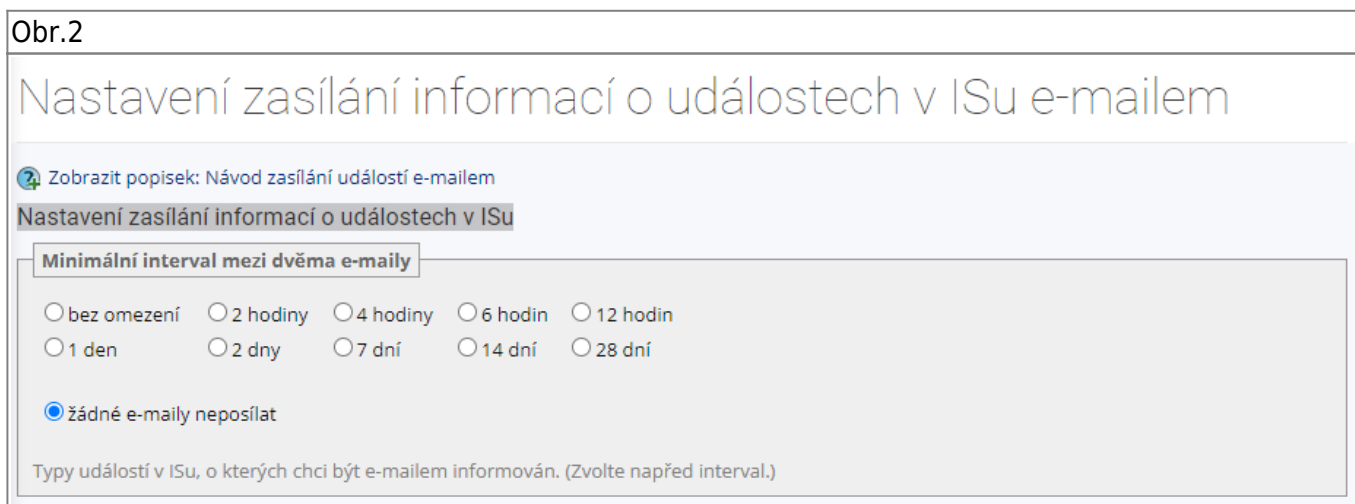 Obr.2
Nastavení zasílání informací o událostech v ISu e-mailem
Zobrazit popisek: Návod zasílání událostí e-mailem
Nastavení zasílání informací o událostech v ISu
Minimální interval mezi dvěma e-maily
bez omezení 2 hodiny 4 hodiny 6 hodin 12 hodin
1 den 2 dny 7 dní 14 dní 28 dní
žádné e-maily neposílat
Typy událostí v ISu, o kterých chci být e-mailem informován. (Zvolte napřed interval.)